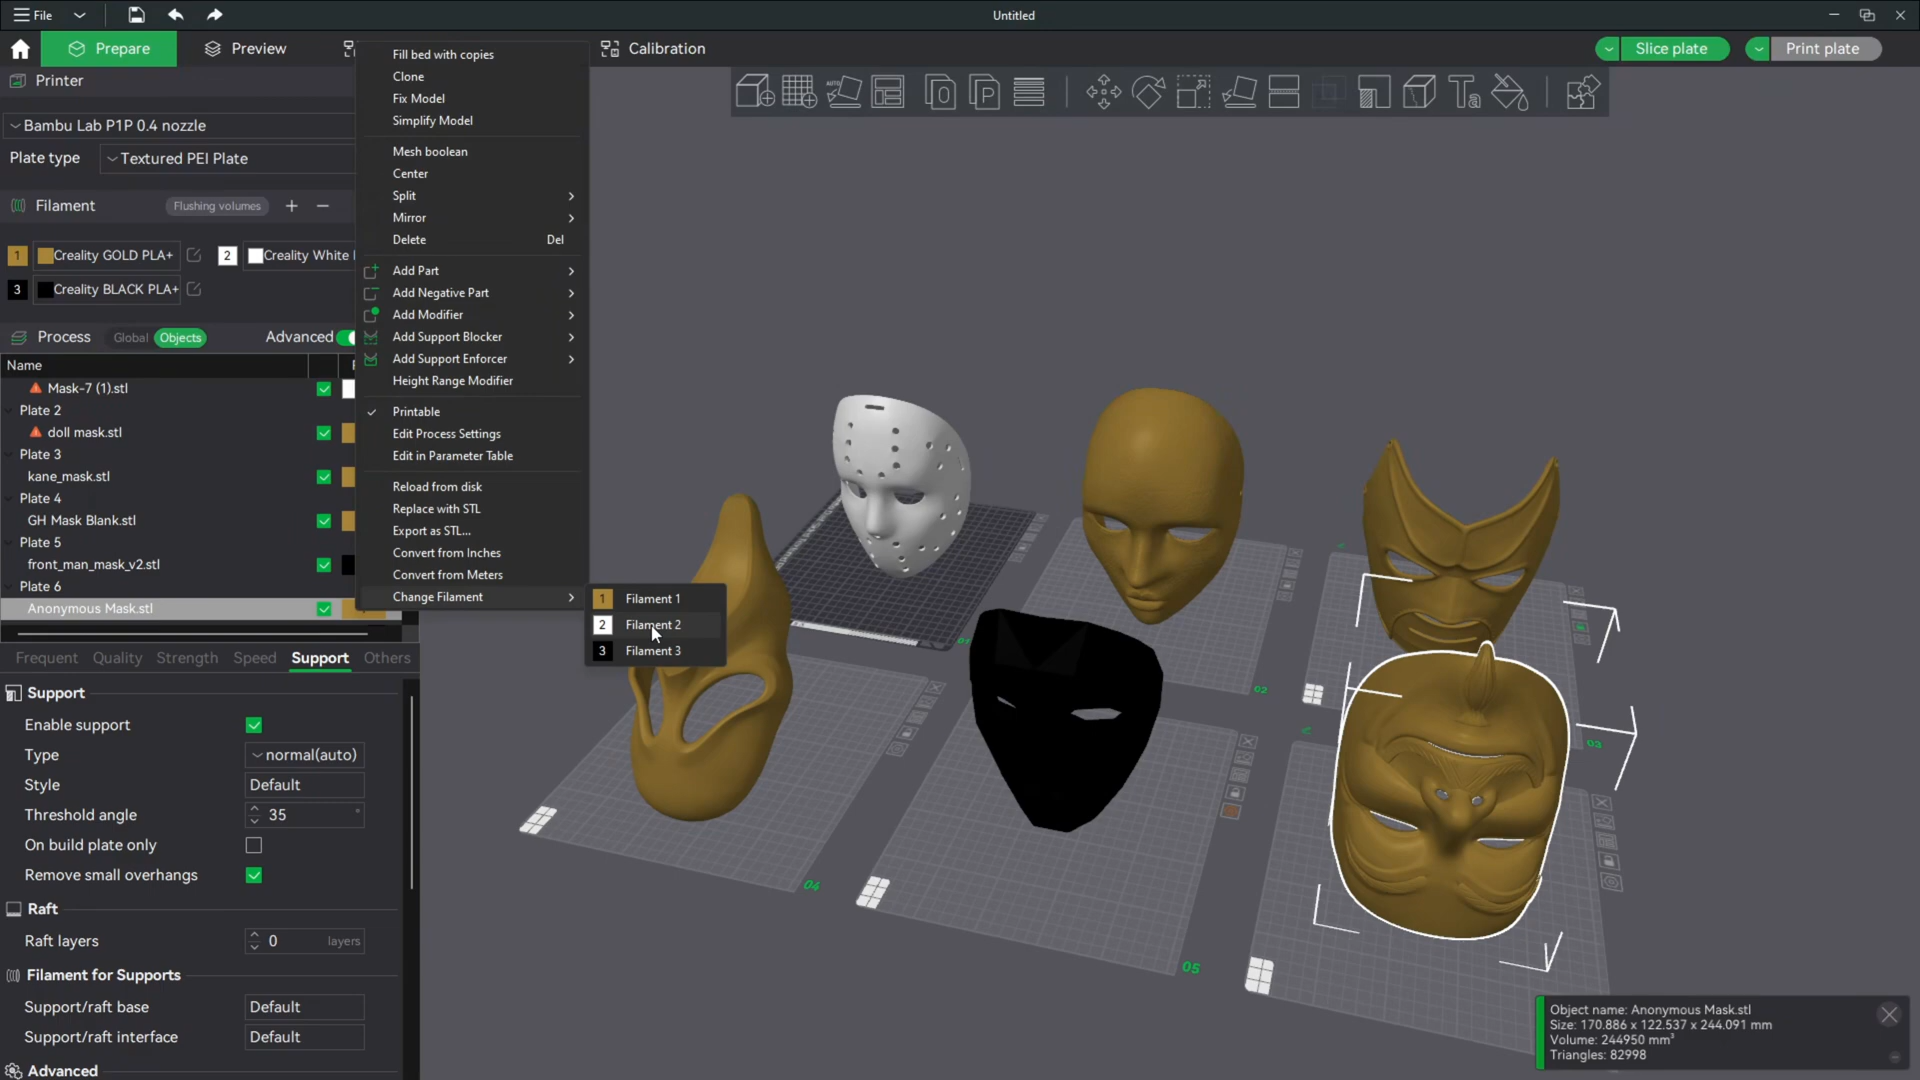 File
Untitled
Prepare
Preview
Calibration
Slice plate
Print plate
Printer
Bambu Lab P1P 0.4 nozzle
Plate type
Textured PEI Plate
Filament
Flushing volumes
1
Creality GOLD PLA+
2
Creality White
3
Creality BLACK PLA+
Process
Global
Objects
Advanced
Name
Mask-7 (1).stl
Plate 2
doll mask.stl
Plate 3
kane_mask.stl
Plate 4
GH Mask Blank.stl
Plate 5
front_man_mask_v2.stl
Plate 6
Anonymous Mask.stl
Frequent
Quality
Strength
Speed
Support
Others
Support
Enable support
Type
normal(auto)
Style
Default
Threshold angle
35
°
On build plate only
Remove small overhangs
Raft
Raft layers
0
layers
Filament for Supports
Support/raft base
Default
Support/raft interface
Default
Advanced
Fill bed with copies
Clone
Fix Model
Simplify Model
Mesh boolean
Center
Split
Mirror
Delete
Del
Add Part
Add Negative Part
Add Modifier
Add Support Blocker
Add Support Enforcer
Height Range Modifier
Printable
Edit Process Settings
Edit in Parameter Table
Reload from disk
Replace with STL
Export as STL...
Convert from Inches
Convert from Meters
Change Filament
1
Filament 1
2
Filament 2
3
Filament 3
AUTO
0
P
Ta
01
02
03
04
05
Object name: Anonymous Mask.stl
Size: 170.886 x 122.537 x 244.091 mm
Volume: 244950 mm³
Triangles: 82998